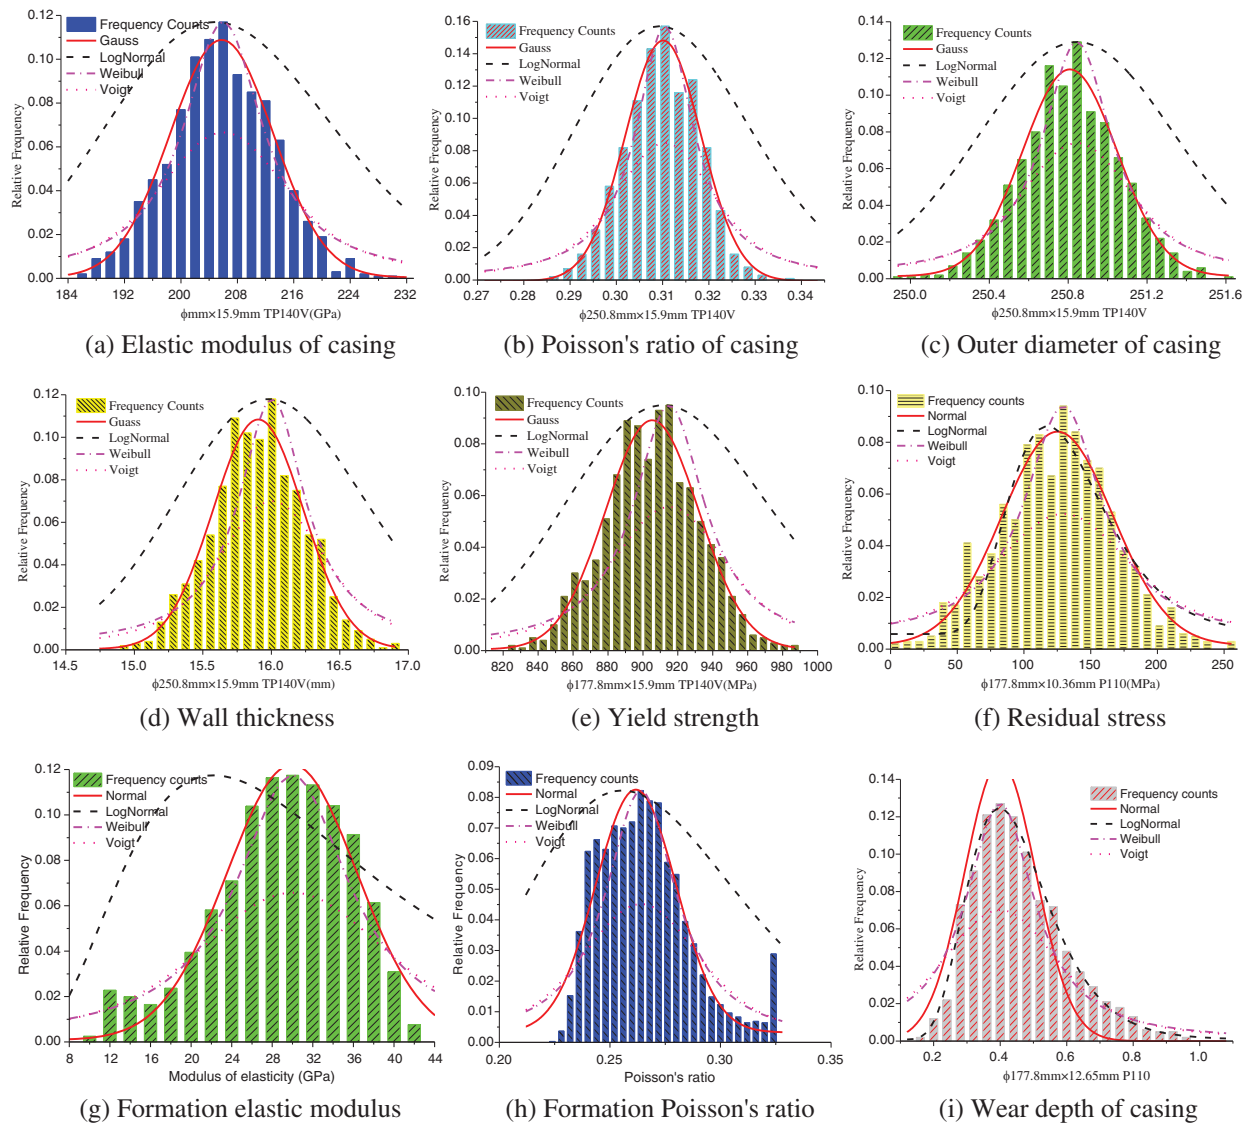 0.12
0.10
0.08
0.06
0.04
0.02
0.00
Relative Frequency
Frequency Counts
Gauss
LogNormal
Weibull
Voigt
184 192 200 208 216 224 232
ϕmm×15.9mm TP140V(GPa)
(a) Elastic modulus of casing
0.16
0.14
0.12
0.10
0.08
0.06
0.04
0.02
0.00
Relative Frequency
Frequency Counts
Gauss
LogNormal
Weibull
Voigt
0.27 0.28 0.29 0.30 0.31 0.32 0.33 0.34
ϕ250.8mm×15.9mm TP140V
(b) Poisson's ratio of casing
0.14
0.12
0.10
0.08
0.06
0.04
0.02
0.00
Relative Frequency
Frequency Counts
Gauss
LogNormal
Weibull
Voigt
250.0 250.4 250.8 251.2 251.6
ϕ250.8mm×15.9mm TP140V
(c) Outer diameter of casing
0.12
0.10
0.08
0.06
0.04
0.02
0.00
Relative Frequency
Frequency Counts
Guass
LogNormal
Weibull
Voigt
14.5 15.0 15.5 16.0 16.5 17.0
ϕ250.8mm×15.9mm TP140V(mm)
(d) Wall thickness
0.10
0.08
0.06
0.04
0.02
0.00
Relative Frequency
Frequency Counts
Gauss
LogNormal
Weibull
Voigt
820 840 860 880 900 920 940 960 980 1000
ϕ177.8mm×15.9mm TP140V(MPa)
(e) Yield strength
0.10
0.08
0.06
0.04
0.02
0.00
Relative Frequency
Frequency counts
Normal
LogNormal
Weibull
Voigt
0 50 100 150 200 250
ϕ177.8mm×10.36mm P110(MPa)
(f) Residual stress
0.12
0.10
0.08
0.06
0.04
0.02
0.00
Relative Frequency
Frequency counts
Normal
LogNormal
Weibull
Voigt
8 12 16 20 24 28 32 36 40 44
Modulus of elasticity (GPa)
(g) Formation elastic modulus
0.09
0.08
0.07
0.06
0.05
0.04
0.03
0.02
0.01
0.00
Relative Frequency
Frequency counts
Normal
LogNormal
Weibull
Voigt
0.20 0.25 0.30 0.35
Poisson's ratio
(h) Formation Poisson's ratio
0.14
0.12
0.10
0.08
0.06
0.04
0.02
0.00
Relative Frequency
Frequency counts
Normal
LogNormal
Weibull
Voigt
0.2 0.4 0.6 0.8 1.0
ϕ177.8mm×12.65mm P110
(i) Wear depth of casing